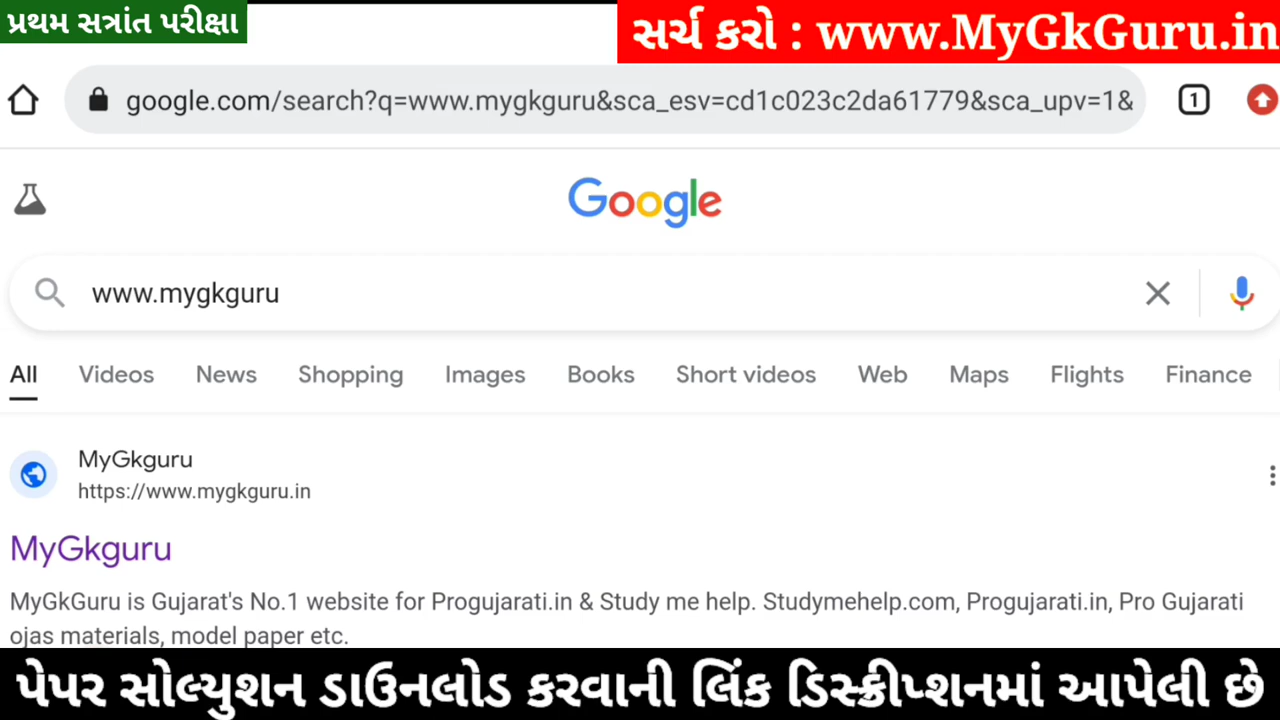 પ્રથમ સત્રાંત પરીક્ષા
સર્ચ કરો : www.MyGkGuru.in
google.com/search?q=www.mygkguru&sca_esv=cd1c023c2da61779&sca_upv=1&
1
Google
www.mygkguru
All Videos News Shopping Images Books Short videos Web Maps Flights Finance
MyGkguru
https://www.mygkguru.in
MyGkguru
MyGkGuru is Gujarat's No.1 website for Progujarati.in & Study me help. Studymehelp.com, Progujarati.in, Pro Gujarati
ojas materials, model paper etc.
પેપર સોલ્યુશન ડાઉનલોડ કરવાની લિંક ડિસ્ક્રીપ્શનમાં આપેલી છે